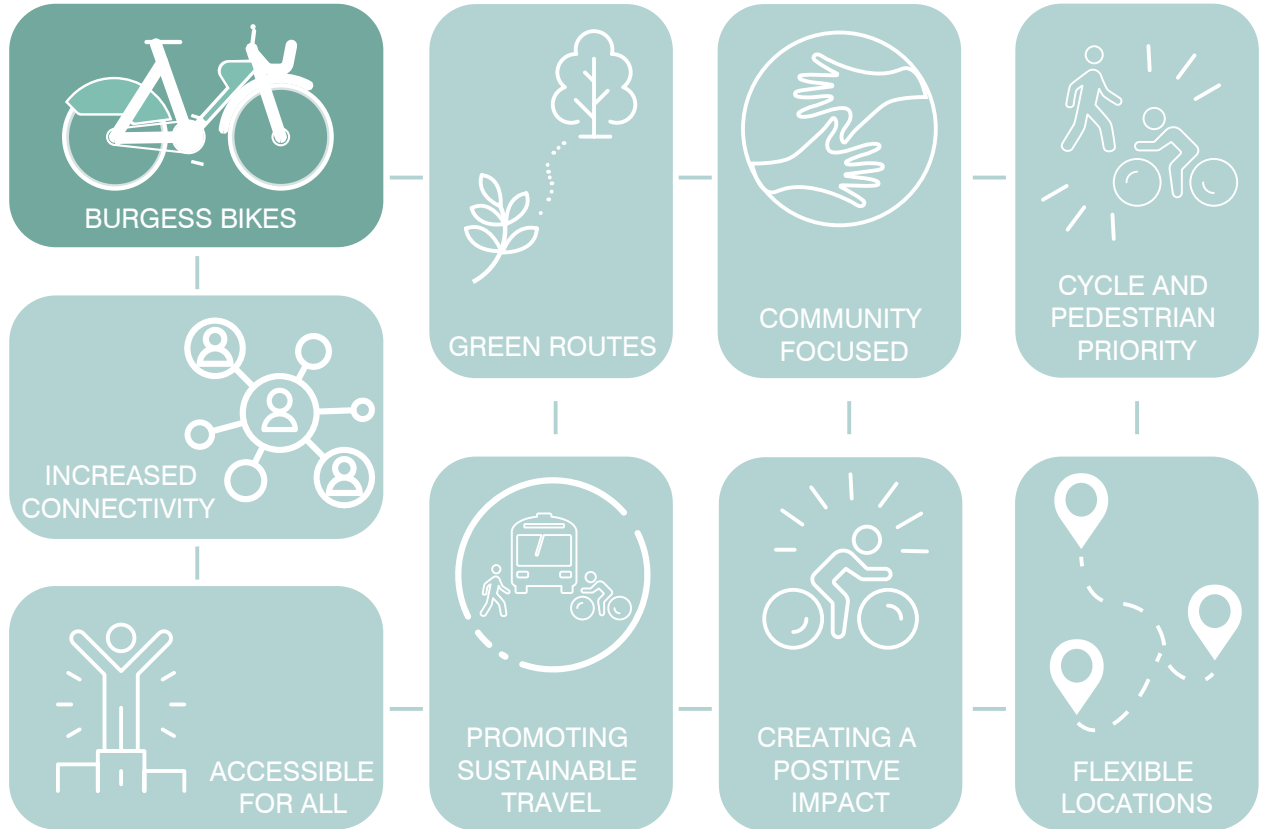 BURGESS BIKES
GREEN ROUTES
COMMUNITY
FOCUSED
CYCLE AND
PEDESTRIAN
PRIORITY
INCREASED
CONNECTIVITY
ACCESSIBLE
FOR ALL
PROMOTING
SUSTAINABLE
TRAVEL
CREATING A
POSTITVE
IMPACT
FLEXIBLE
LOCATIONS